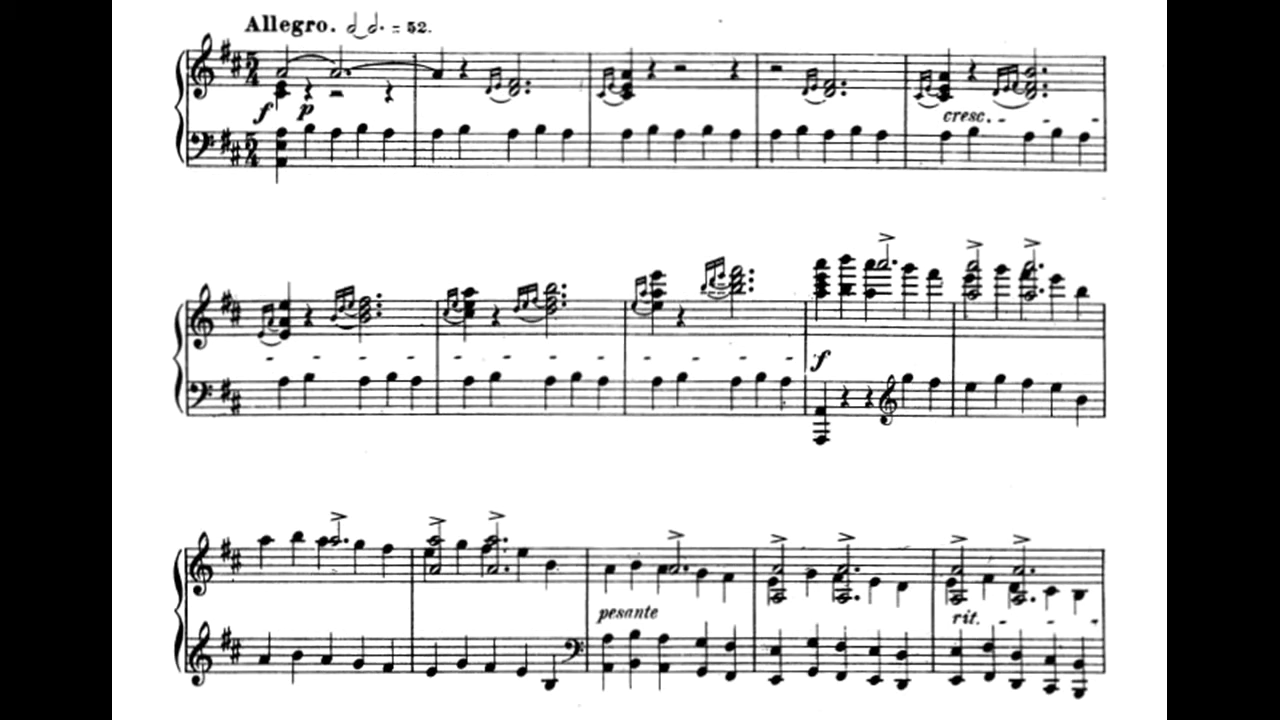 Allegro. 𝅗𝅥‿𝅗𝅥. = 52.
f p
cresc. - - -
f
pesante
rit. - - -